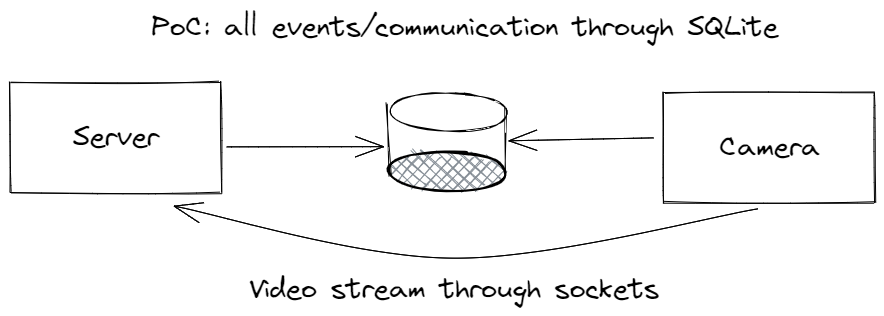 PoC: all events/communication through SQLite
Server
Camera
Video stream through sockets